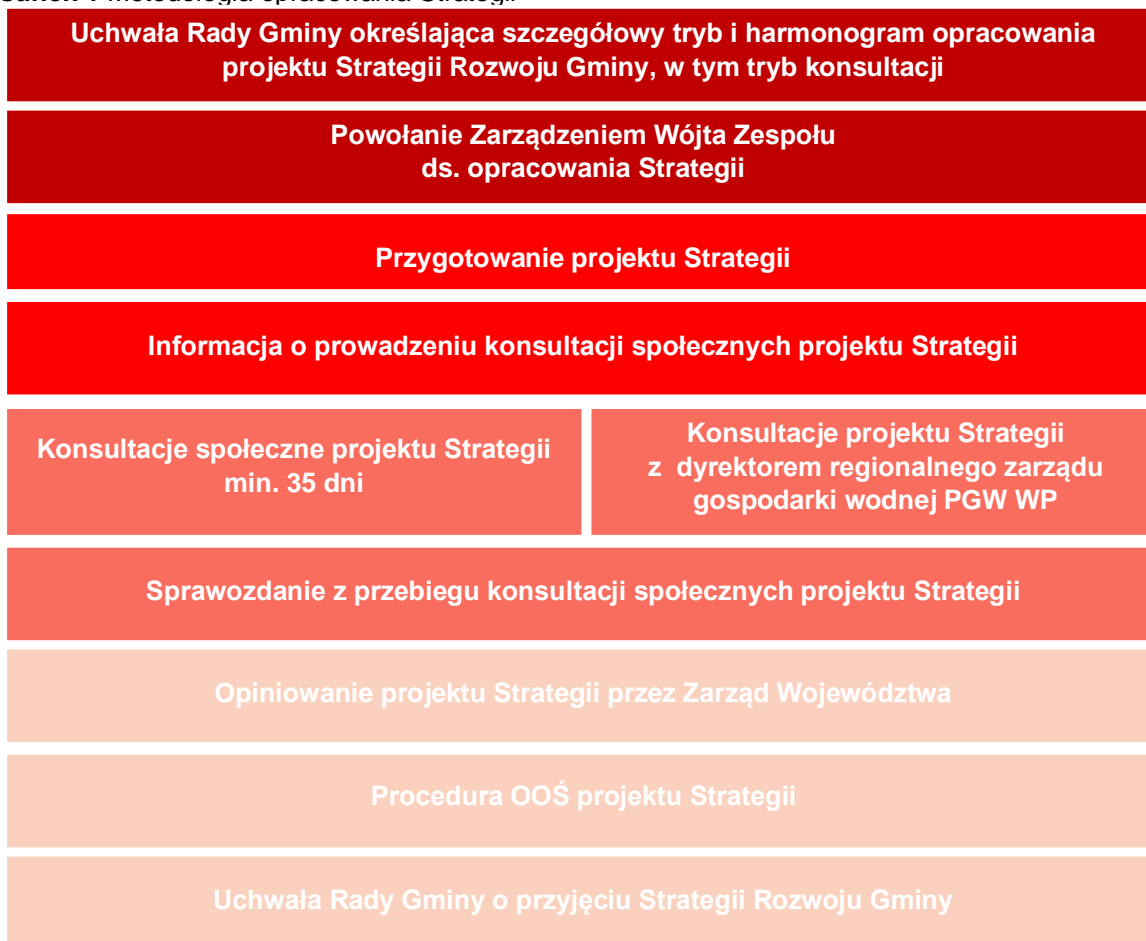 metodologia opracowania Strategii
Uchwała Rady Gminy określająca szczegółowy tryb i harmonogram opracowania
projektu Strategii Rozwoju Gminy, w tym tryb konsultacji
Powołanie Zarządzeniem Wójta Zespołu
ds. opracowania Strategii
Przygotowanie projektu Strategii
Informacja o prowadzeniu konsultacji społecznych projektu Strategii
Konsultacje społeczne projektu Strategii
min. 35 dni
Konsultacje projektu Strategii
z dyrektorem regionalnego zarządu
gospodarki wodnej PGW WP
Sprawozdanie z przebiegu konsultacji społecznych projektu Strategii
Opiniowanie projektu Strategii przez Zarząd Województwa
Procedura OOŚ projektu Strategii
Uchwała Rady Gminy o przyjęciu Strategii Rozwoju Gminy